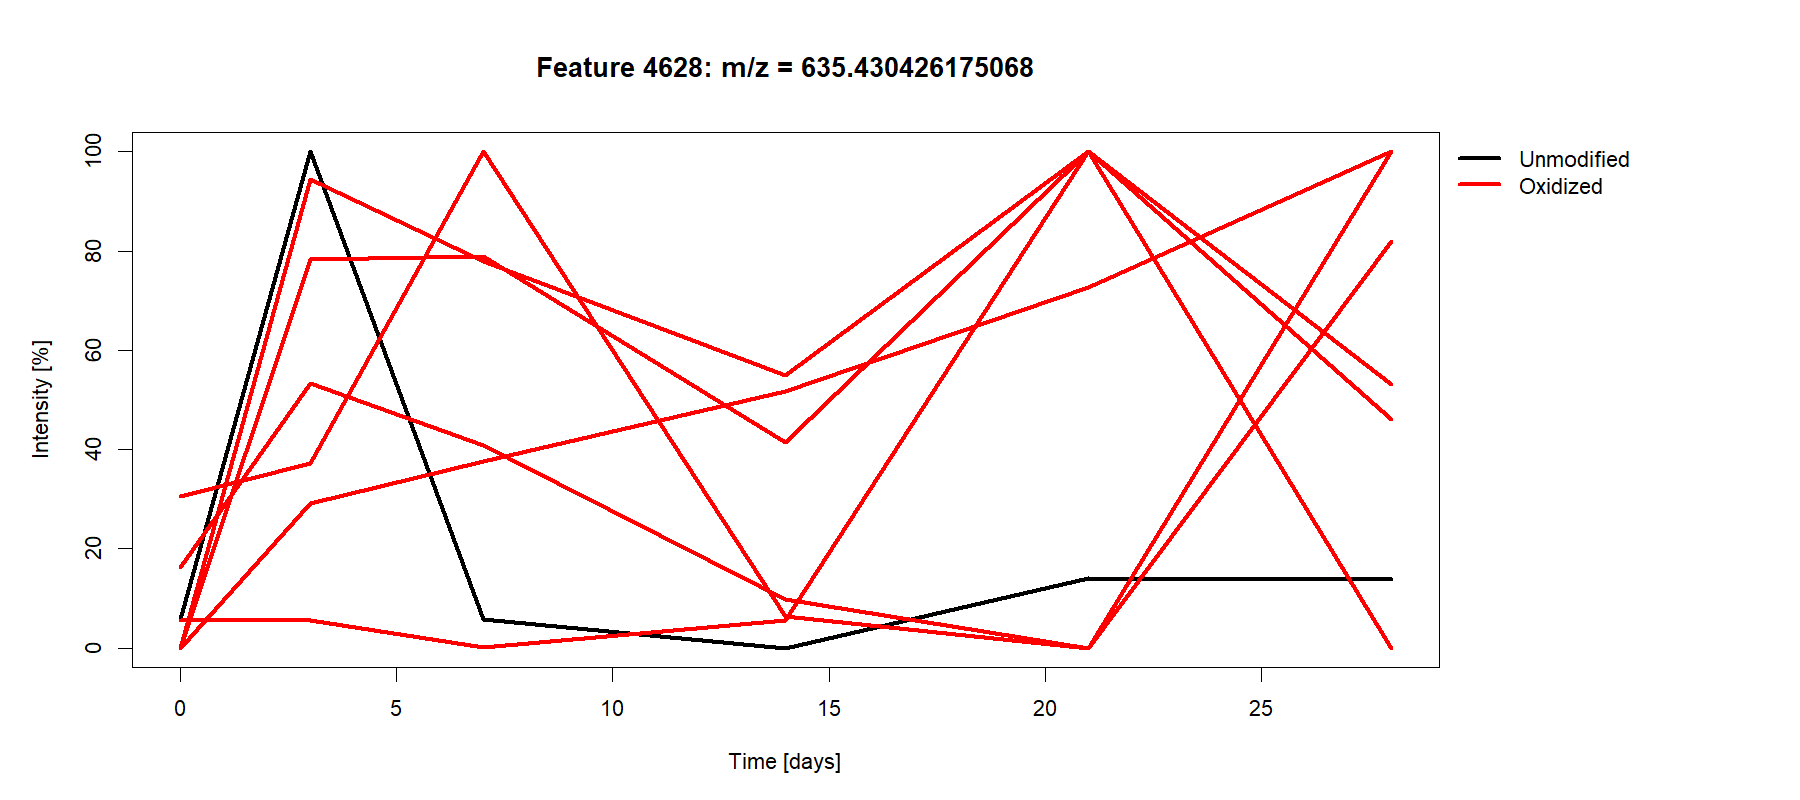 Feature 4628: m/z = 635.430426175068
Unmodified
Oxidized
Intensity [%]
100
80
60
40
20
0
0 5 10 15 20 25
Time [days]